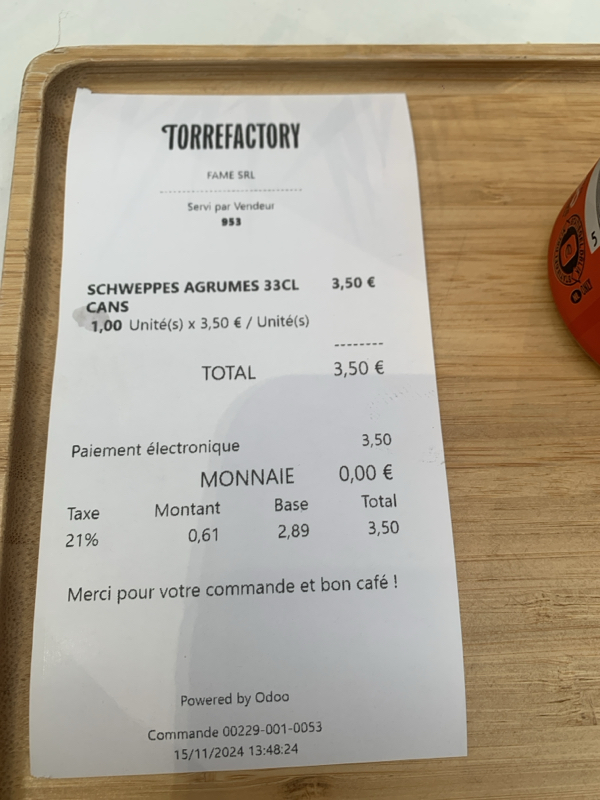 TORREFACTORY
FAME SRL
--------------------------------
Servi par Vendeur
953
SCHWEPPES AGRUMES 33CL CANS 3,50 €
1,00 Unité(s) x 3,50 € / Unité(s)
--------
TOTAL 3,50 €
Paiement électronique 3,50
MONNAIE 0,00 €
Taxe Montant Base Total
21% 0,61 2,89 3,50
Merci pour votre commande et bon café !
Powered by Odoo
Commande 00229-001-0053
15/11/2024 13:48:24